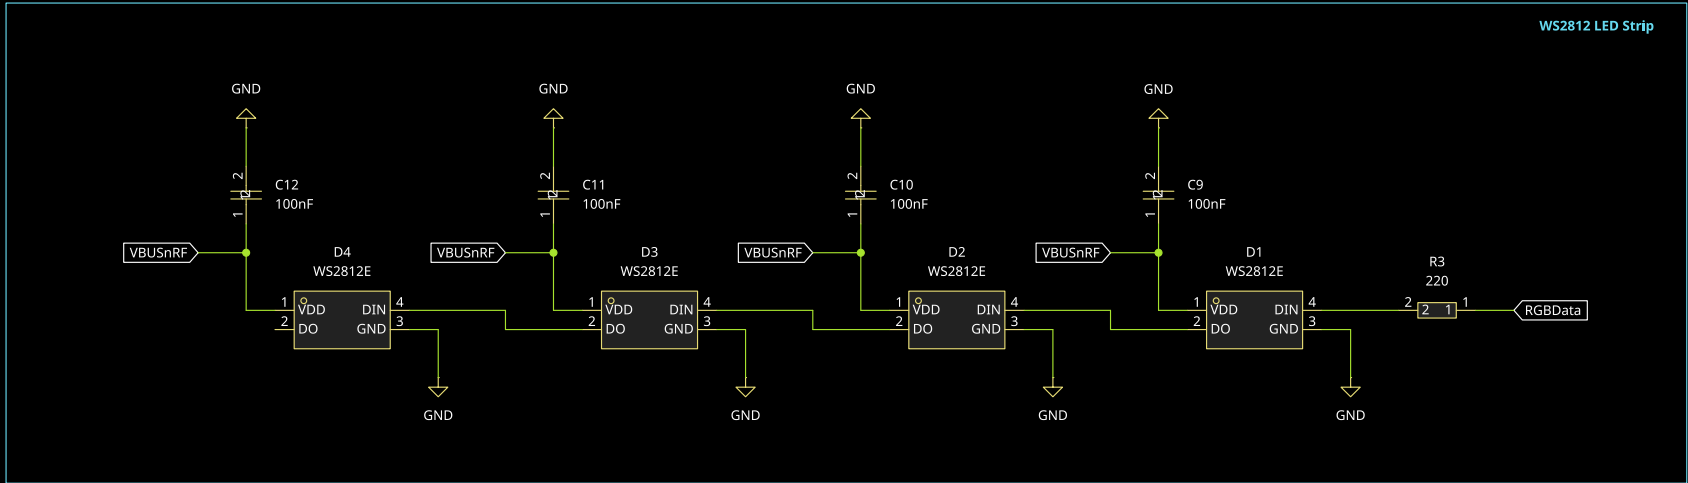 WS2812 LED Strip
GND GND GND GND
2 2 2 2
C12 C11 C10 C9
100nF 100nF 100nF 100nF
1 1 1 1
VBUSnRF D4 VBUSnRF D3 VBUSnRF D2 VBUSnRF D1
WS2812E WS2812E WS2812E WS2812E R3
220
1 VDD DIN 4 1 VDD DIN 4 1 VDD DIN 4 1 VDD DIN 4 2 2 1 1 RGBData
2 DO GND 3 2 DO GND 3 2 DO GND 3 2 DO GND 3
GND GND GND GND